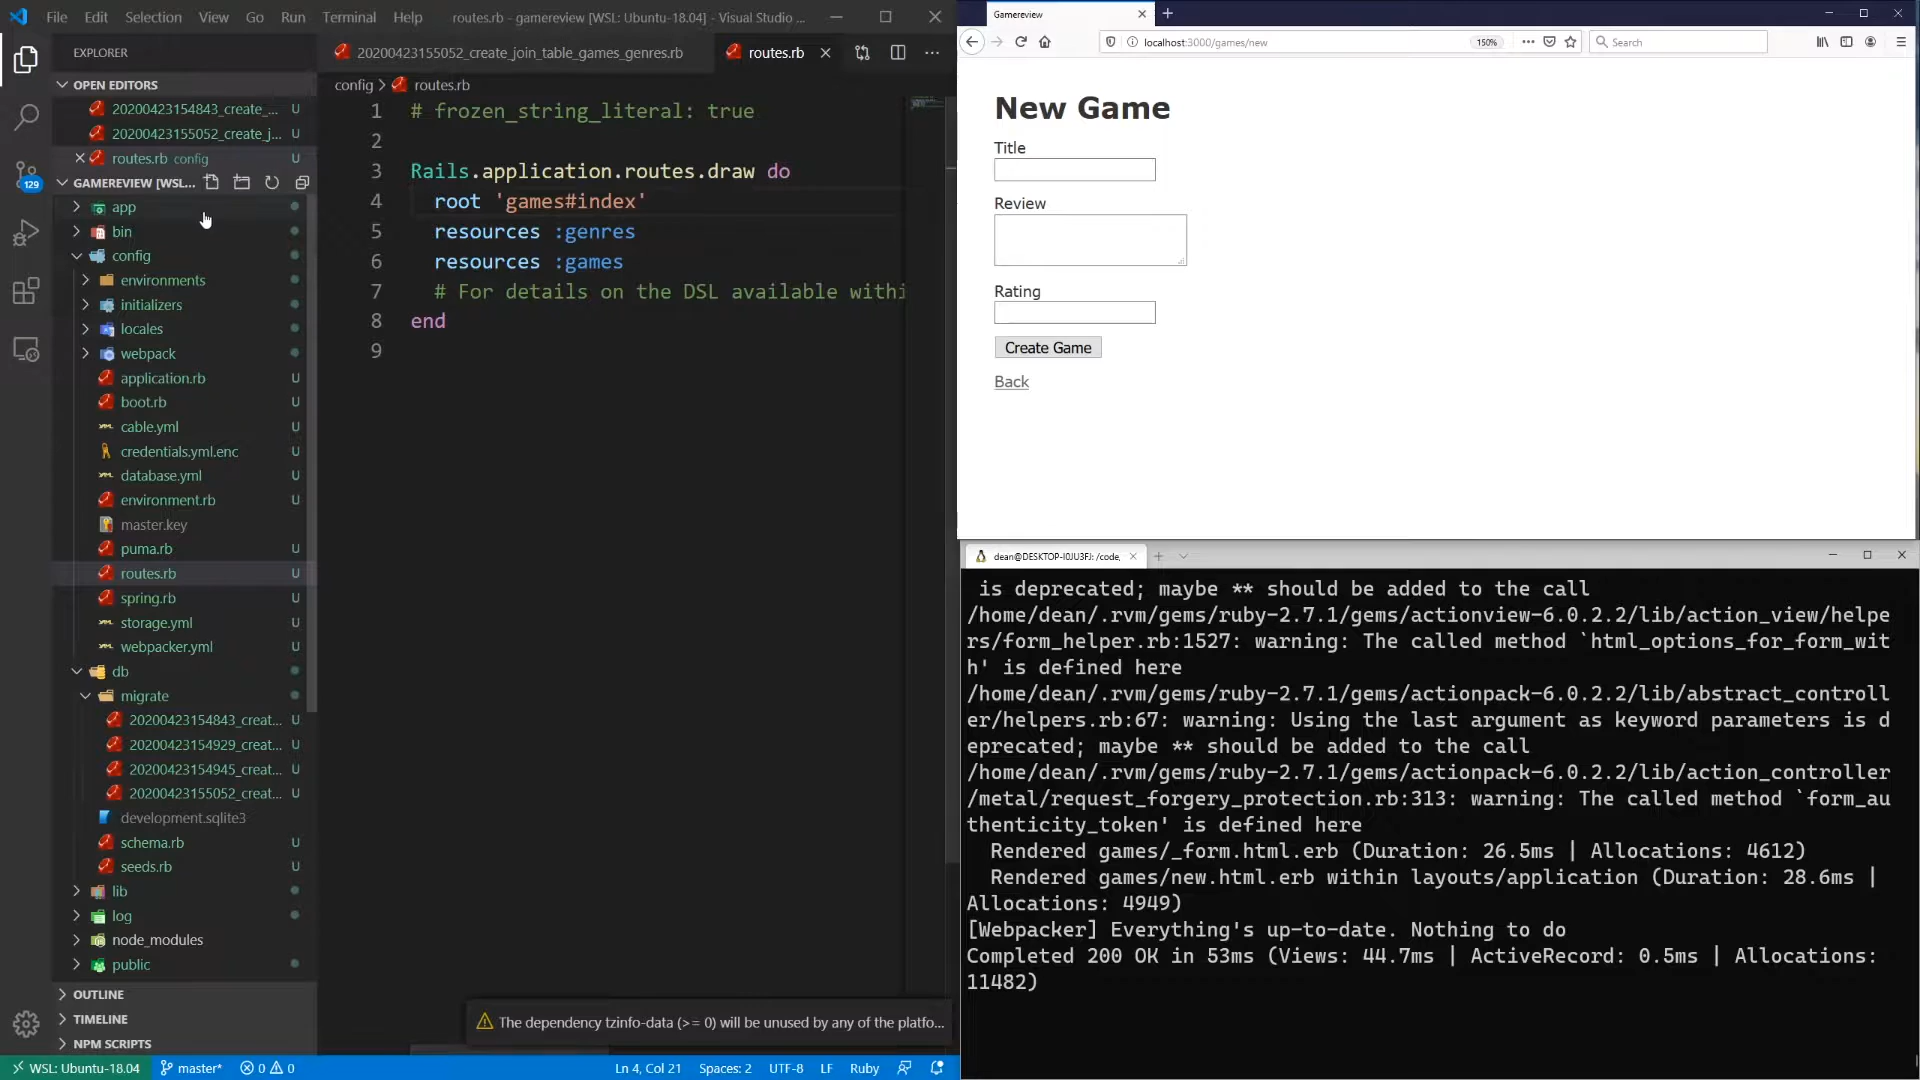 File Edit Selection View Go Run Terminal Help routes.rb - gamereview [WSL: Ubuntu-18.04] - Visual Studio ...
EXPLORER
OPEN EDITORS
20200423154843_create_... U
20200423155052_create_j... U
routes.rb config U
GAMEREVIEW [WSL...
app
bin
config
environments
initializers
locales
webpack
application.rb U
boot.rb U
cable.yml U
credentials.yml.enc U
database.yml U
environment.rb U
master.key
puma.rb U
routes.rb U
spring.rb U
storage.yml U
webpacker.yml U
db
migrate
20200423154843_creat... U
20200423154929_creat... U
20200423154945_creat... U
20200423155052_creat... U
development.sqlite3
schema.rb U
seeds.rb U
lib
log
node_modules
public
OUTLINE
TIMELINE
NPM SCRIPTS
129
20200423155052_create_join_table_games_genres.rb routes.rb
config > routes.rb
1 # frozen_string_literal: true
2
3 Rails.application.routes.draw do
4 root 'games#index'
5 resources :genres
6 resources :games
7 # For details on the DSL available withi
8 end
9
The dependency tzinfo-data (>= 0) will be unused by any of the platfo...
WSL: Ubuntu-18.04 master* 0 0 Ln 4, Col 21 Spaces: 2 UTF-8 LF Ruby
Gamereview
localhost:3000/games/new 150% Search
New Game
Title
Review
Rating
Create Game
Back
dean@DESKTOP-I0JU3FJ: /code,
is deprecated; maybe ** should be added to the call
/home/dean/.rvm/gems/ruby-2.7.1/gems/actionview-6.0.2.2/lib/action_view/helpe
rs/form_helper.rb:1527: warning: The called method `html_options_for_form_wit
h' is defined here
/home/dean/.rvm/gems/ruby-2.7.1/gems/actionpack-6.0.2.2/lib/abstract_controll
er/helpers.rb:67: warning: Using the last argument as keyword parameters is d
eprecated; maybe ** should be added to the call
/home/dean/.rvm/gems/ruby-2.7.1/gems/actionpack-6.0.2.2/lib/action_controller
/metal/request_forgery_protection.rb:313: warning: The called method `form_au
thenticity_token' is defined here
Rendered games/_form.html.erb (Duration: 26.5ms | Allocations: 4612)
Rendered games/new.html.erb within layouts/application (Duration: 28.6ms |
Allocations: 4949)
[Webpacker] Everything's up-to-date. Nothing to do
Completed 200 OK in 53ms (Views: 44.7ms | ActiveRecord: 0.5ms | Allocations:
11482)